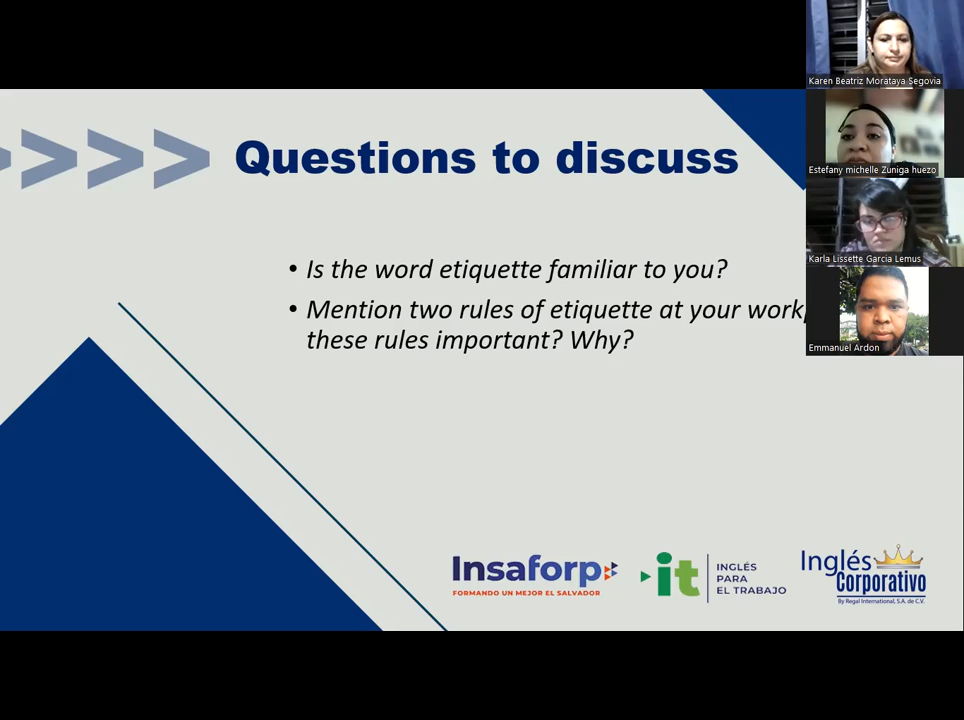 Questions to discuss
• Is the word etiquette familiar to you?
• Mention two rules of etiquette at your
these rules important? Why?
Karen Beatriz Morataya Segovia
Estefany michelle Zuniga huezo
Karla Lissette Garcia Lemus
Emmanuel Ardon
Insaforp
FORMANDO UN MEJOR EL SALVADOR
it
INGLÉS
PARA
EL TRABAJO
Inglés
Corporativo
By Regal International, S.A. de C.V.